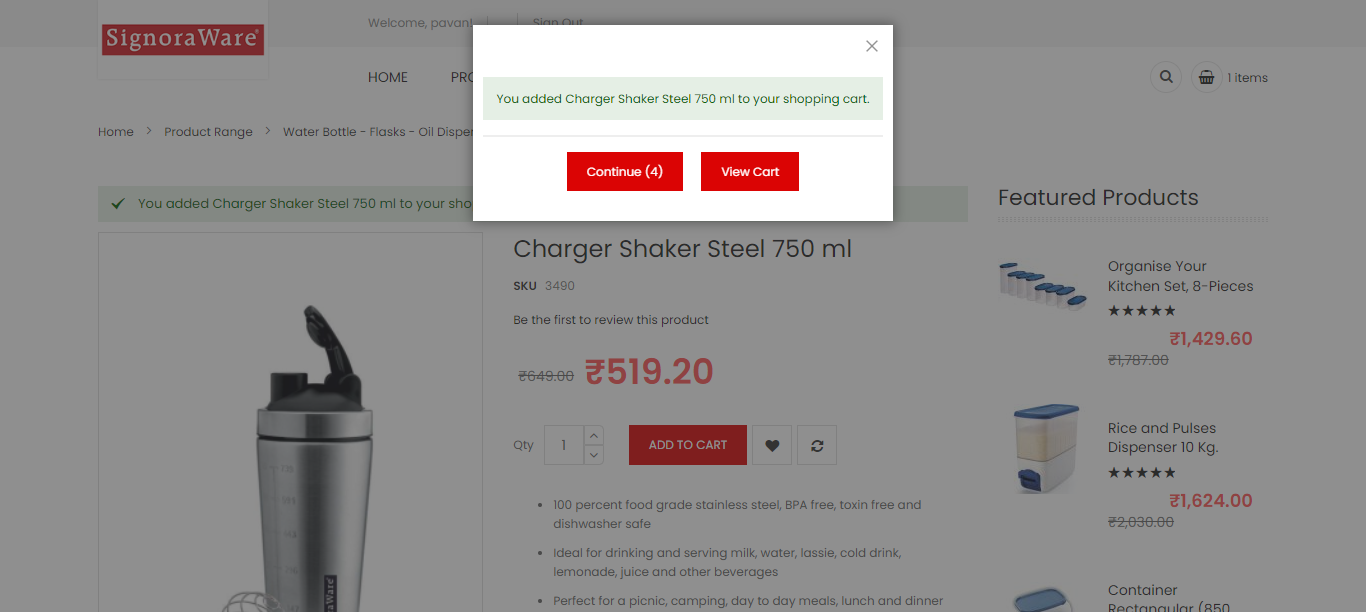 Welcome, pavan!
Sign Out
SignoraWare®
HOME
1 items
You added Charger Shaker Steel 750 ml to your shopping cart.
Home > Product Range > Water Bottle - Flasks - Oil
Continue (4)
View Cart
You added Charger Shaker Steel 750 ml to your
Featured Products
Charger Shaker Steel 750 ml
SKU 3490
Be the first to review this product
₹649.00 ₹519.20
Qty 1 ADD TO CART
• 100 percent food grade stainless steel, BPA free, toxin free and
dishwasher safe
• Ideal for drinking and serving milk, water, lassie, cold drink,
lemonade, juice and other beverages
• Perfect for a picnic, camping, day to day meals, lunch and dinner
Organise Your
Kitchen Set, 8-Pieces
★★★★★
₹1,429.60
₹1,787.00
Rice and Pulses
Dispenser 10 Kg.
★★★★★
₹1,624.00
₹2,030.00
Container
Rectangular (850